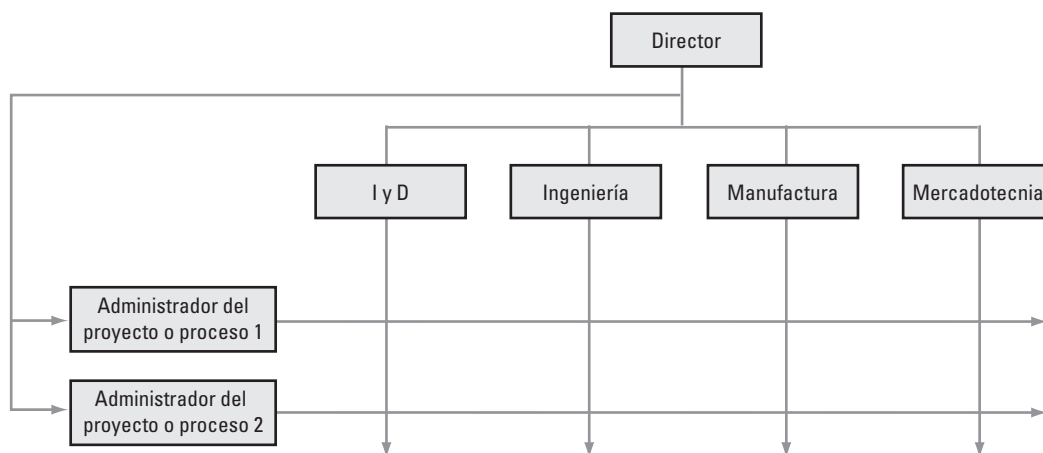 Director
I y D
Ingeniería
Manufactura
Mercadotecnia
Administrador del
proyecto o proceso 1
Administrador del
proyecto o proceso 2